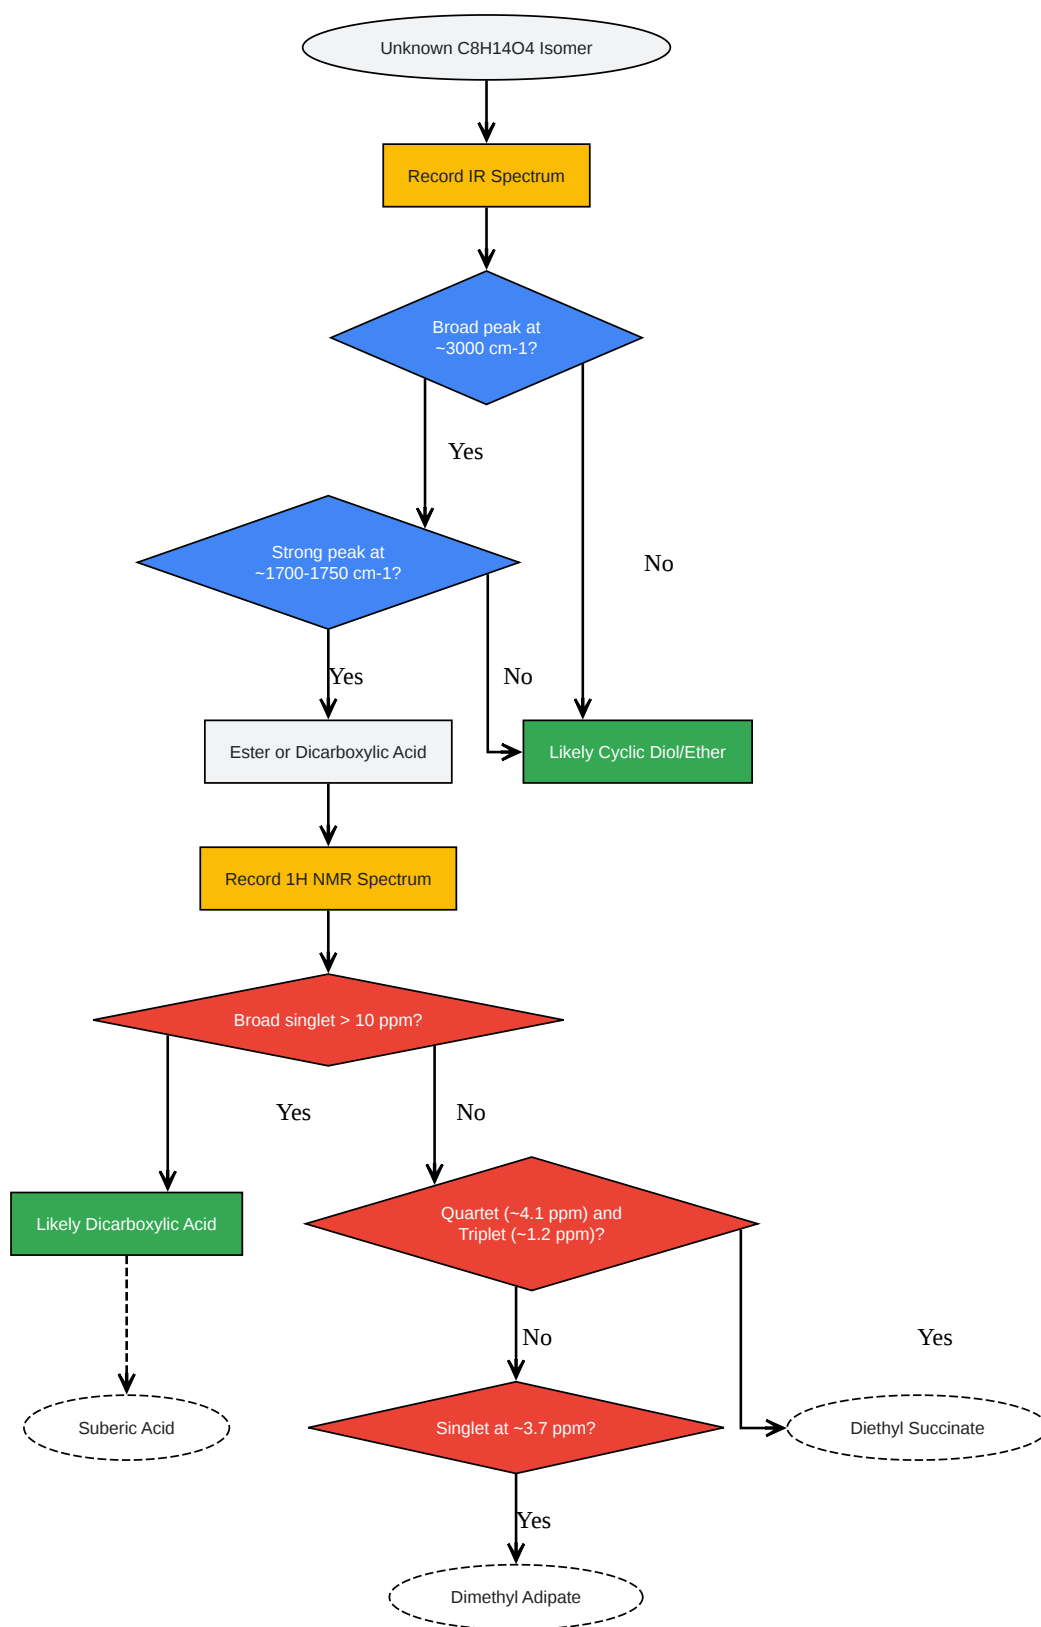 Unknown C8H14O4 Isomer
Record IR Spectrum
Broad peak at
~3000 cm-1?
Yes
No
Strong peak at
~1700-1750 cm-1?
Yes
No
Ester or Dicarboxylic Acid
Likely Cyclic Diol/Ether
Record 1H NMR Spectrum
Broad singlet > 10 ppm?
Yes
No
Likely Dicarboxylic Acid
Quartet (~4.1 ppm) and
Triplet (~1.2 ppm)?
No
Yes
Suberic Acid
Singlet at ~3.7 ppm?
Diethyl Succinate
Yes
Dimethyl Adipate